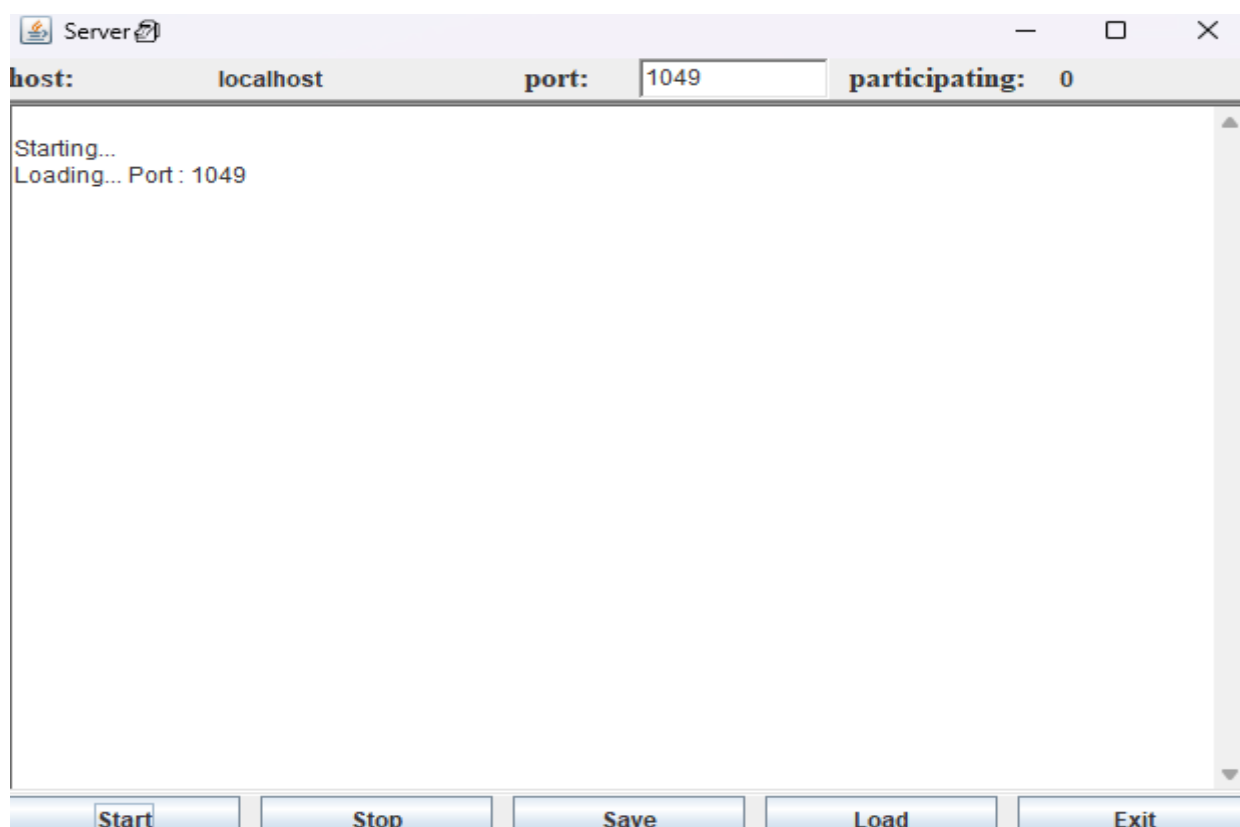 Server
host: localhost port: 1049 participating: 0
Starting...
Loading... Port : 1049
Start Stop Save Load Exit